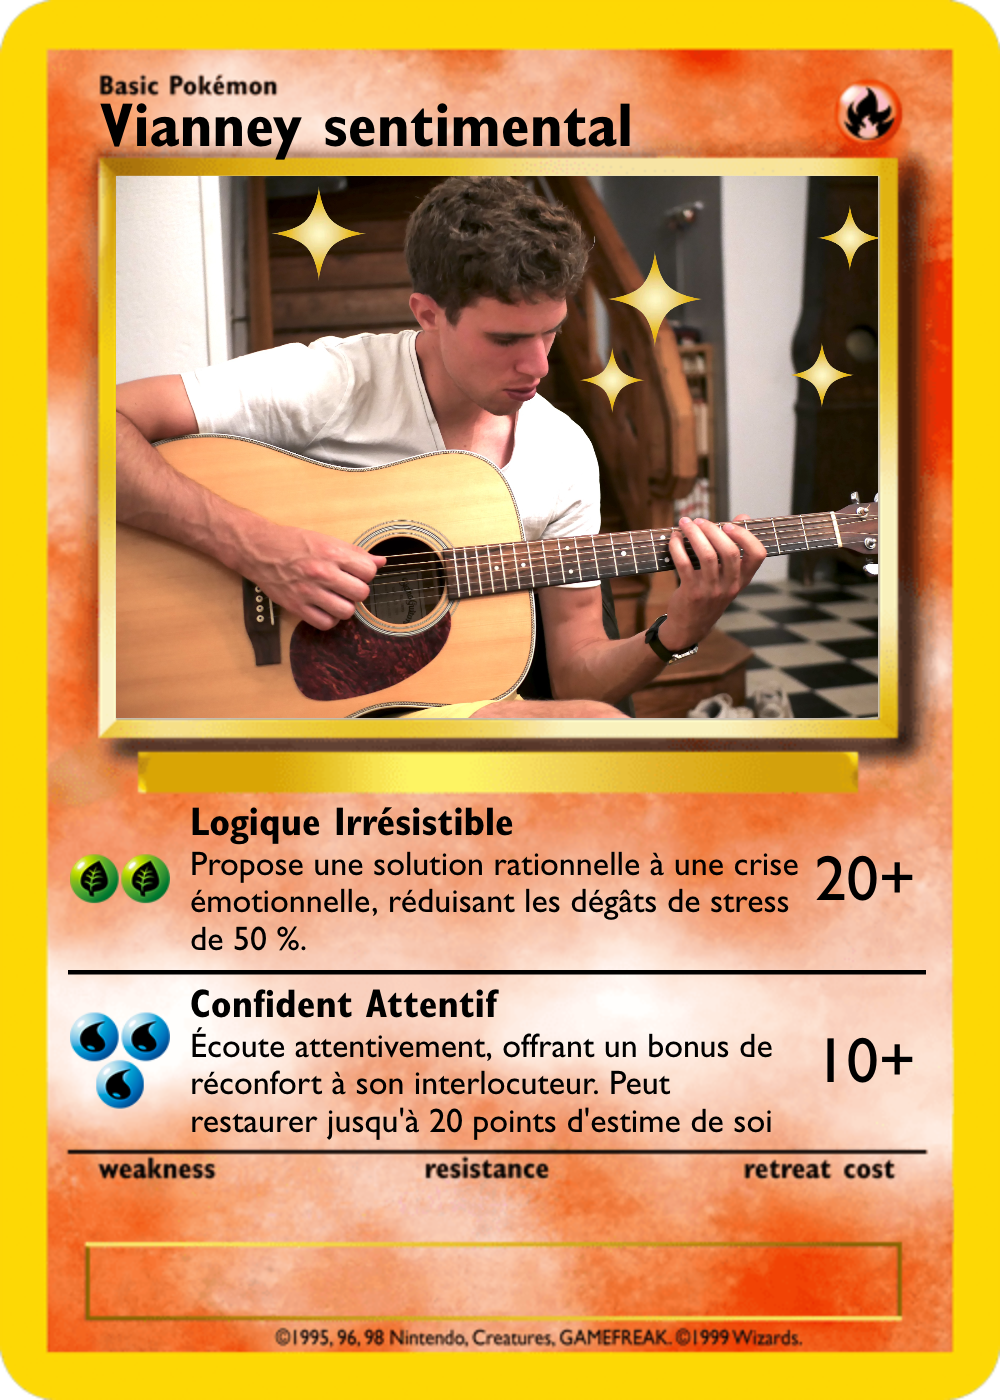 Basic Pokémon
Vianney sentimental
Logique Irrésistible
Propose une solution rationnelle à une crise
émotionnelle, réduisant les dégâts de stress
de 50 %.
20+
Confident Attentif
Écoute attentivement, offrant un bonus de
réconfort à son interlocuteur. Peut
restaurer jusqu'à 20 points d'estime de soi
10+
weakness resistance retreat cost
©1995, 96, 98 Nintendo, Creatures, GAMEFREAK. ©1999 Wizards.